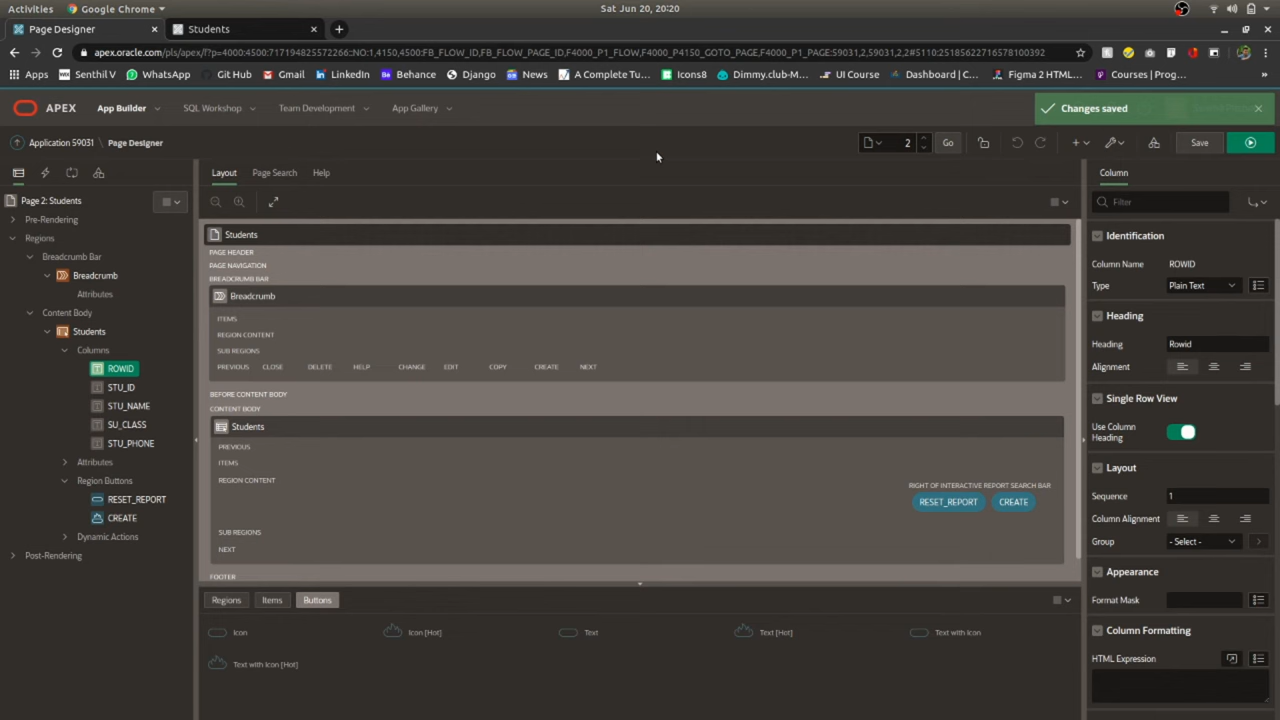 Activities Google Chrome Sat Jun 20, 20:20
Page Designer Students
apex.oracle.com/pls/apex/f?p=4000:4500:717194825572266:NO:1,4150,4500:FB_FLOW_ID,FB_FLOW_PAGE_ID,F4000_P1_FLOW,F4000_P4150_GOTO_PAGE,F4000_P1_PAGE:59031,2,59031,2,2#5110:25185622716578100392
Apps Senthil V WhatsApp Git Hub Gmail LinkedIn Behance Django News A Complete Tu... Icons8 Dimmy.club-M... UI Course Dashboard | C... Figma 2 HTML... Courses | Prog... »
APEX App Builder SQL Workshop Team Development App Gallery Changes saved
Application 59031 \ Page Designer 2 Go Save
Layout Page Search Help Column
Page 2: Students
Pre-Rendering
Regions
Breadcrumb Bar
Breadcrumb
Attributes
Content Body
Students
Columns
ROWID
STU_ID
STU_NAME
SU_CLASS
STU_PHONE
Attributes
Region Buttons
RESET_REPORT
CREATE
Dynamic Actions
Post-Rendering
Students
PAGE HEADER
PAGE NAVIGATION
BREADCRUMB BAR
Breadcrumb
ITEMS
REGION CONTENT
SUB REGIONS
PREVIOUS CLOSE DELETE HELP CHANGE EDIT COPY CREATE NEXT
BEFORE CONTENT BODY
CONTENT BODY
Students
PREVIOUS
ITEMS
REGION CONTENT
RIGHT OF INTERACTIVE REPORT SEARCH BAR
RESET_REPORT CREATE
SUB REGIONS
NEXT
FOOTER
Regions Items Buttons
Icon Icon [Hot] Text Text [Hot] Text with Icon
Text with Icon [Hot]
Filter
Identification
Column Name ROWID
Type Plain Text
Heading
Heading Rowid
Alignment
Single Row View
Use Column
Heading
Layout
Sequence 1
Column Alignment
Group - Select -
Appearance
Format Mask
Column Formatting
HTML Expression